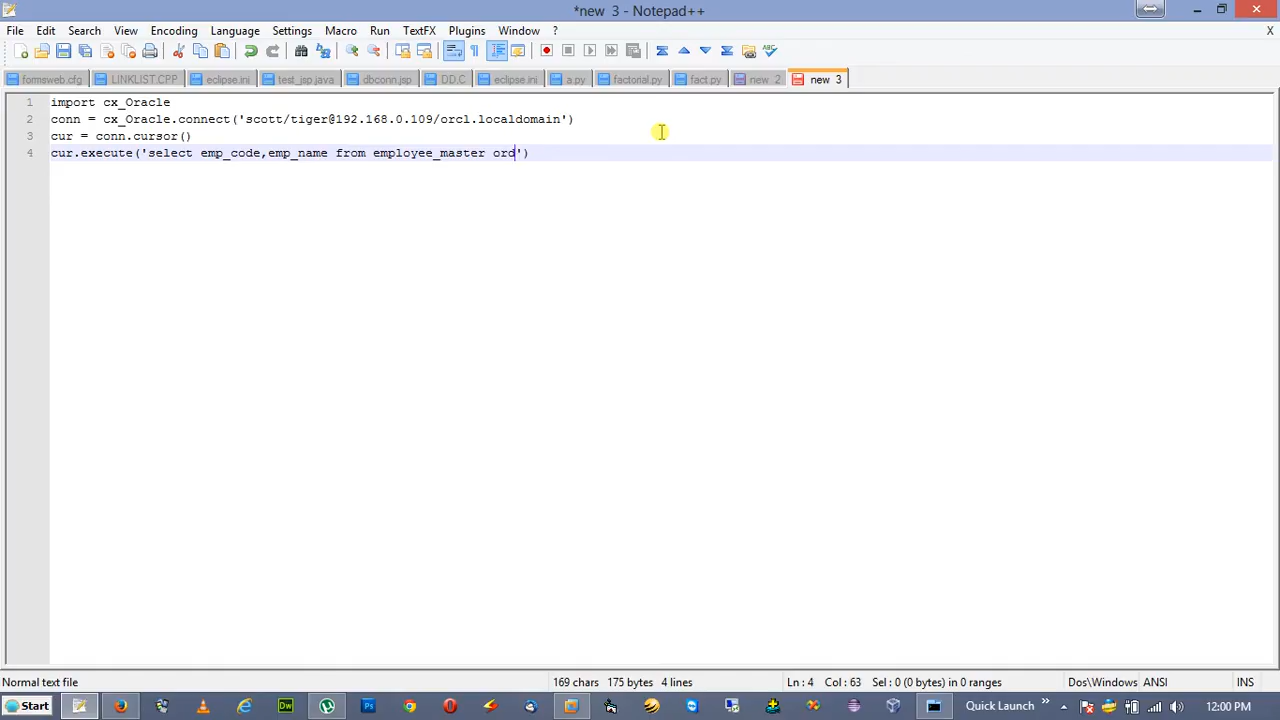 *new  3 - Notepad++
File Edit Search View Encoding Language Settings Macro Run TextFX Plugins Window ? X
formsweb.cfg LINKLIST.CPP eclipse.ini test_jsp.java dbconn.jsp DD.C eclipse.ini a.py factorial.py fact.py new  2 new  3
1 import cx_Oracle
2 conn = cx_Oracle.connect('scott/tiger@192.168.0.109/orcl.localdomain')
3 cur = conn.cursor()
4 cur.execute('select emp_code,emp_name from employee_master ord')
Normal text file 169 chars 175 bytes 4 lines Ln : 4 Col : 63 Sel : 0 (0 bytes) in 0 ranges Dos\Windows ANSI INS
Start Dw Ps Quick Launch 12:00 PM